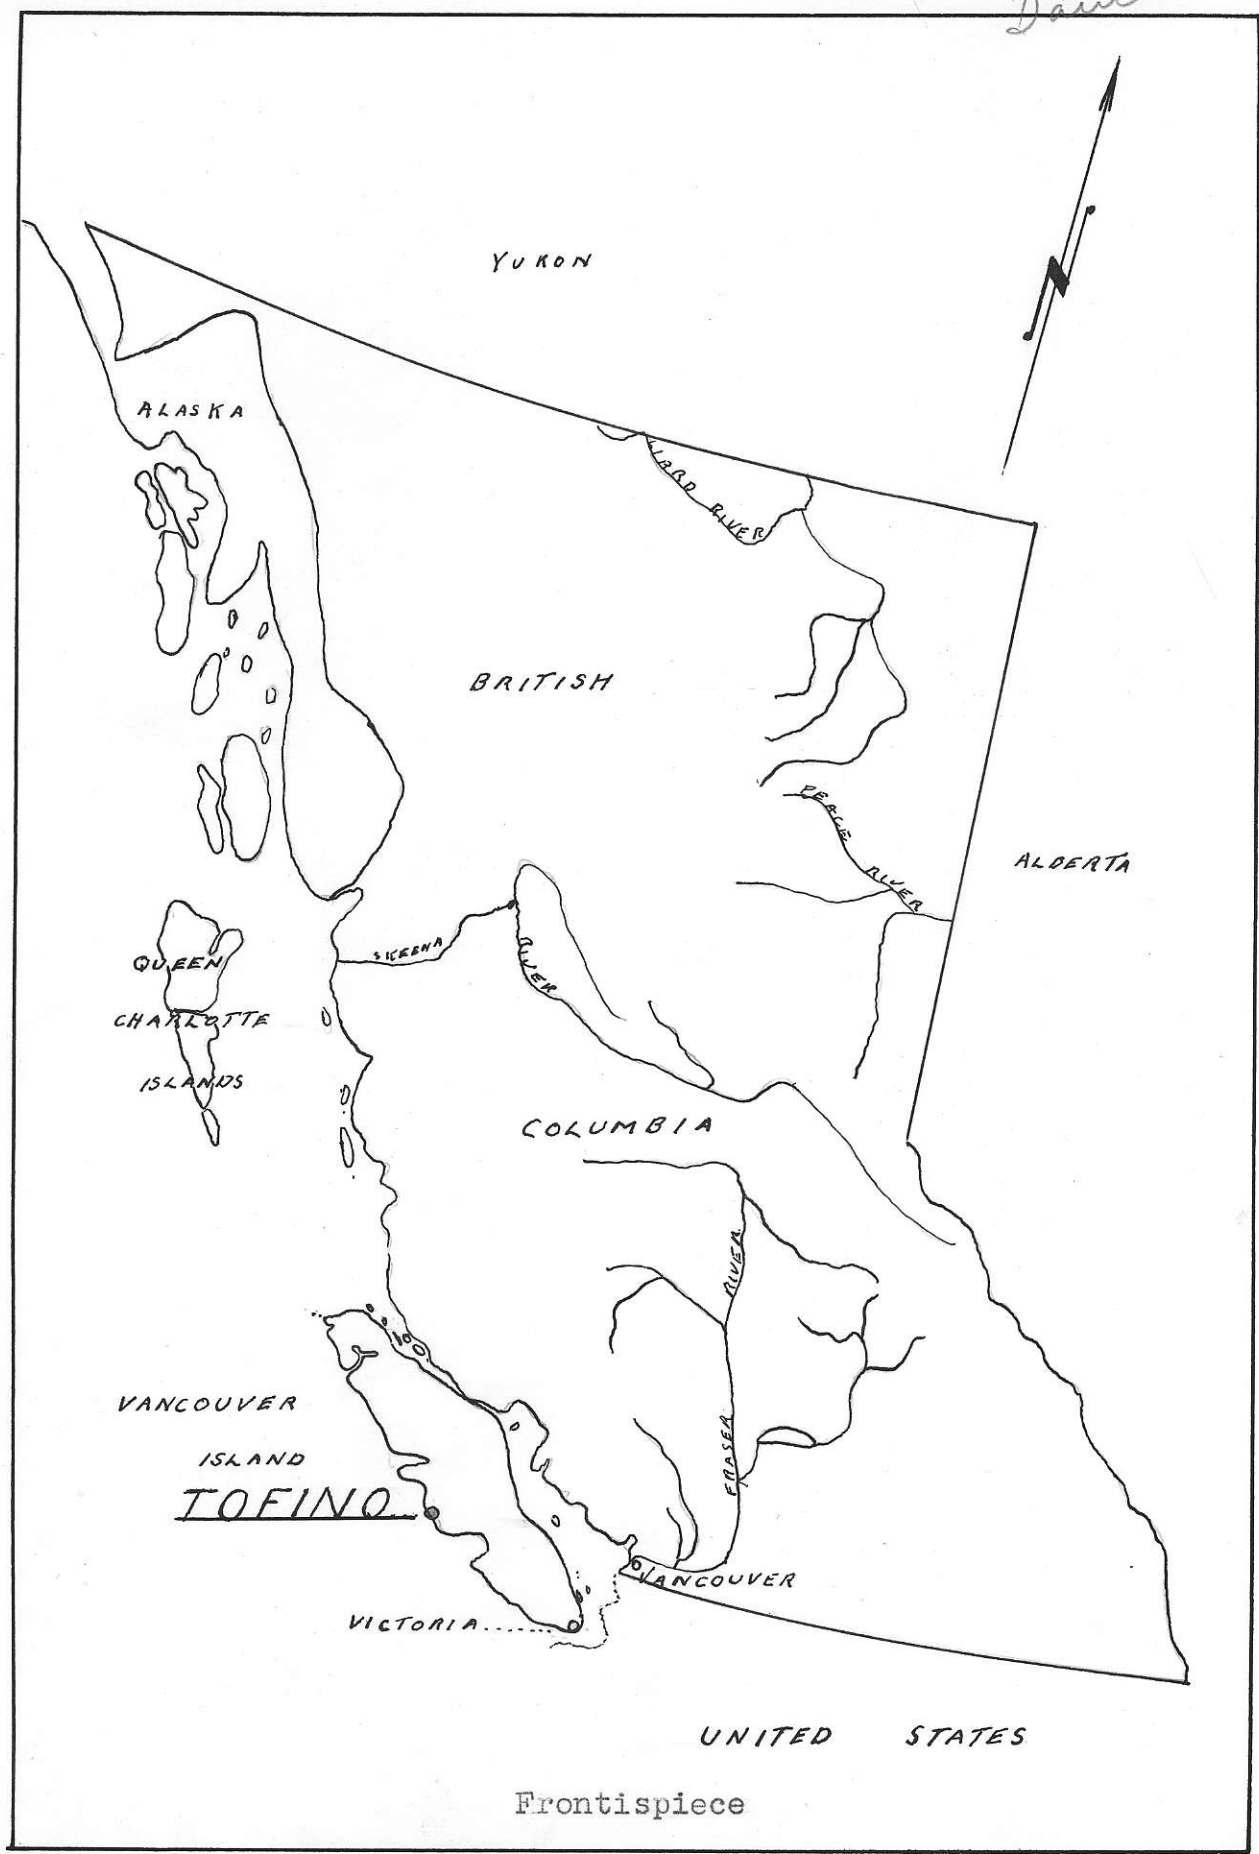 YUKON
N
ALASKA
LIARD RIVER
BRITISH
PEACE RIVER
ALBERTA
SKEENA
RIVER
QUEEN
CHARLOTTE
ISLANDS
COLUMBIA
FRASER RIVER
VANCOUVER
ISLAND
TOFINO
VANCOUVER
VICTORIA
UNITED STATES
Frontispiece